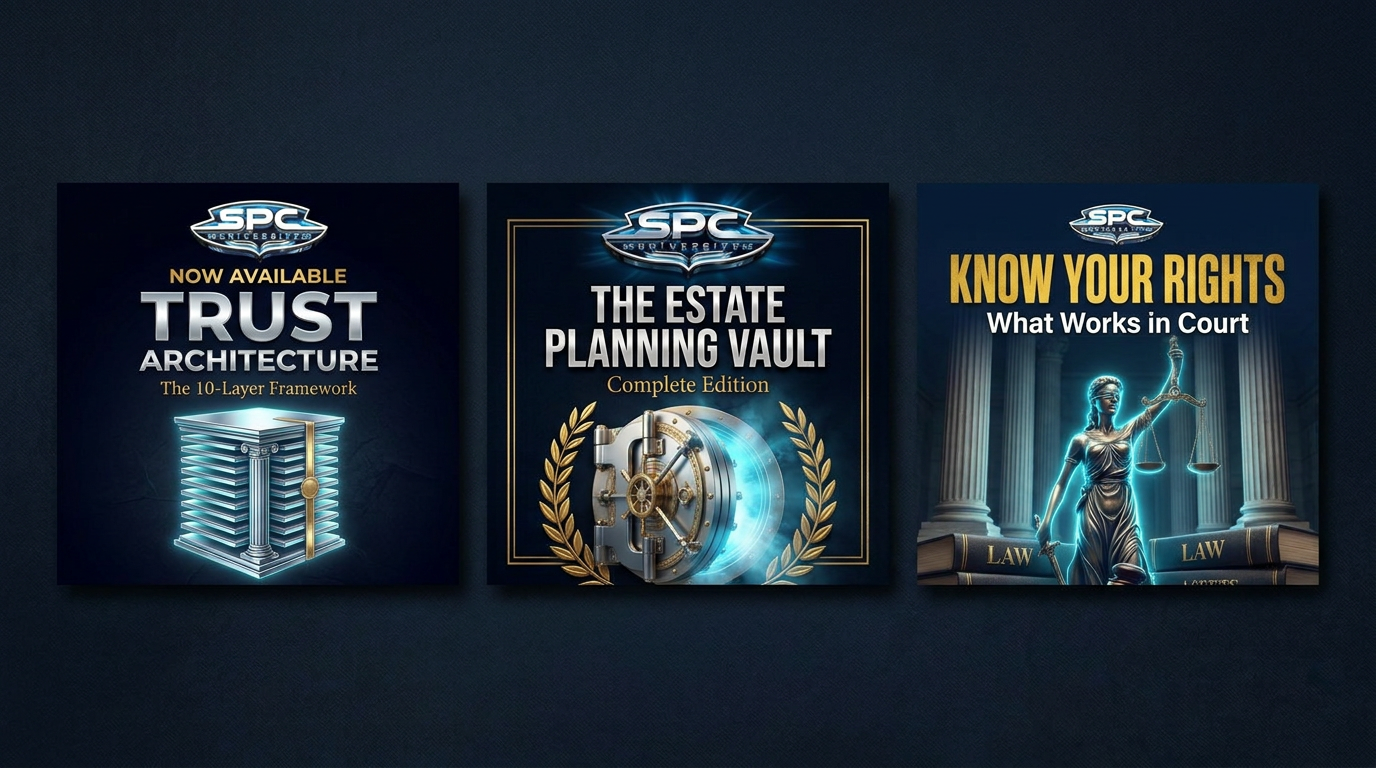 SPC
NOW AVAILABLE
TRUST
ARCHITECTURE
The 10-Layer Framework
SPC
THE ESTATE
PLANNING VAULT
Complete Edition
SPC
KNOW YOUR RIGHTS
What Works in Court
LAW
LAW